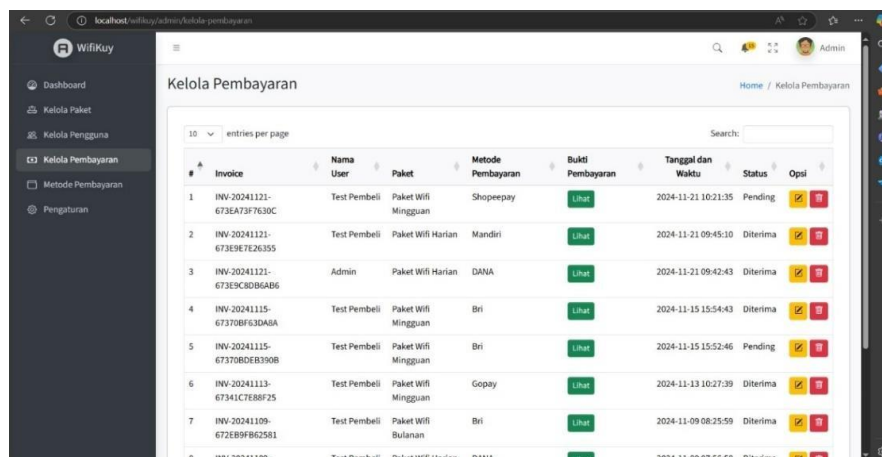 localhost/wifikuy/admin/kelola-pembayaran
WifiKuy
Admin
Dashboard
Kelola Paket
Kelola Pengguna
Kelola Pembayaran
Metode Pembayaran
Pengaturan
Kelola Pembayaran
Home / Kelola Pembayaran
10 entries per page
Search:
# Invoice Nama User Paket Metode Pembayaran Bukti Pembayaran Tanggal dan Waktu Status Opsi
1 INV-20241121- Test Pembeli Paket Wifi Shopeepay Lihat 2024-11-21 10:21:35 Pending
673EA73F7630C Mingguan
2 INV-20241121- Test Pembeli Paket Wifi Harian Mandiri Lihat 2024-11-21 09:45:10 Diterima
673E9E7E26355
3 INV-20241121- Admin Paket Wifi Harian DANA Lihat 2024-11-21 09:42:43 Diterima
673E9C8DB6AB6
4 INV-20241115- Test Pembeli Paket Wifi Bri Lihat 2024-11-15 15:54:43 Diterima
67370BF63DA8A Mingguan
5 INV-20241115- Test Pembeli Paket Wifi Bri Lihat 2024-11-15 15:52:46 Pending
67370BDEB390B Mingguan
6 INV-20241113- Test Pembeli Paket Wifi Gopay Lihat 2024-11-13 10:27:39 Diterima
67341C7E88F25 Mingguan
7 INV-20241109- Test Pembeli Paket Wifi Bri Lihat 2024-11-09 08:25:59 Diterima
672EB9FB62581 Bulanan